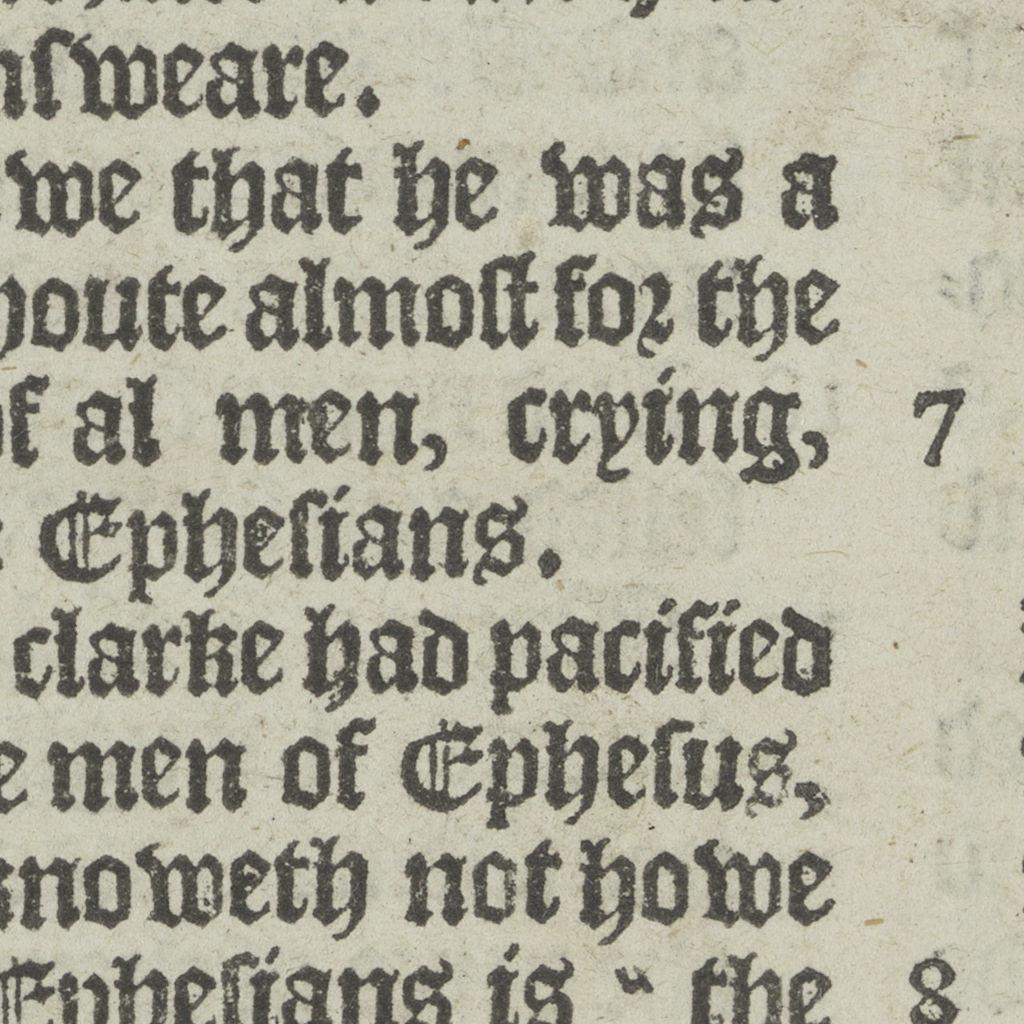 nſweare.
we that he was a
houte almoſt for the
of al men, crying, 7
Epheſians.
clarke had pacified
e men of Epheſus,
knoweth not howe
Epheſians is " the 8